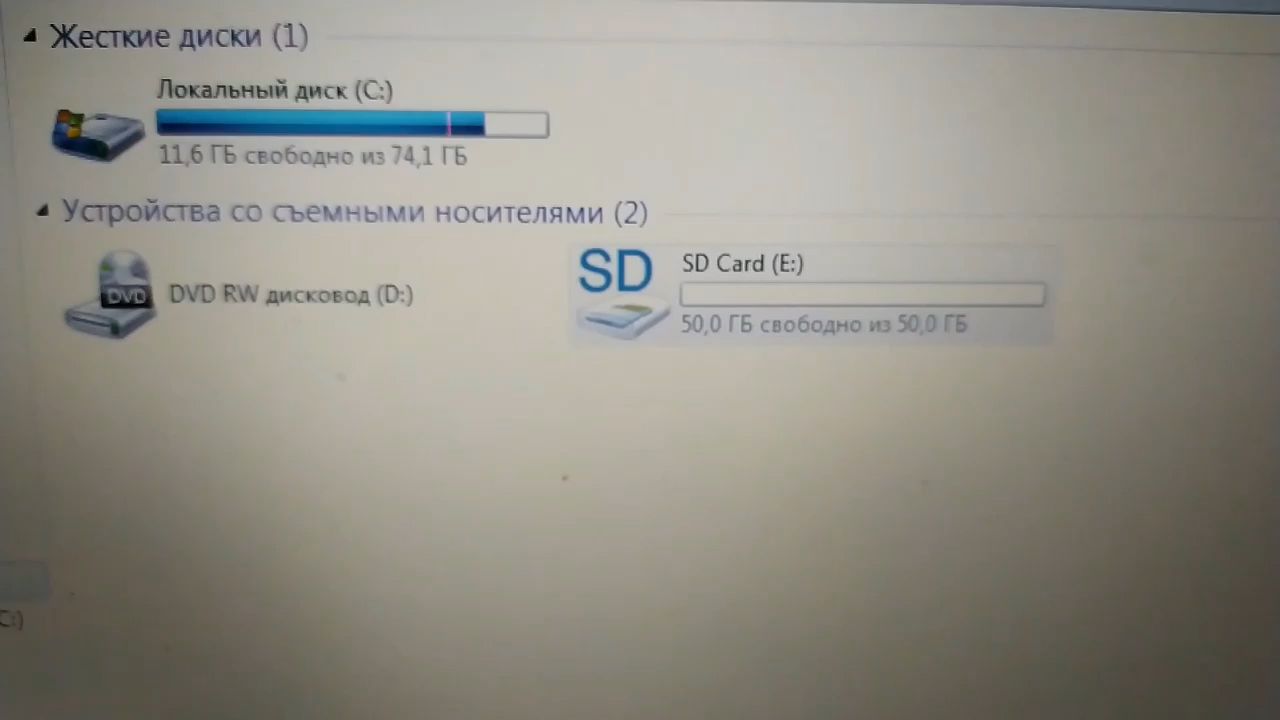 Жесткие диски (1)
Локальный диск (C:)
11,6 ГБ свободно из 74,1 ГБ
Устройства со съемными носителями (2)
DVD
DVD RW дисковод (D:)
SD
SD Card (E:)
50,0 ГБ свободно из 50,0 ГБ
C:)